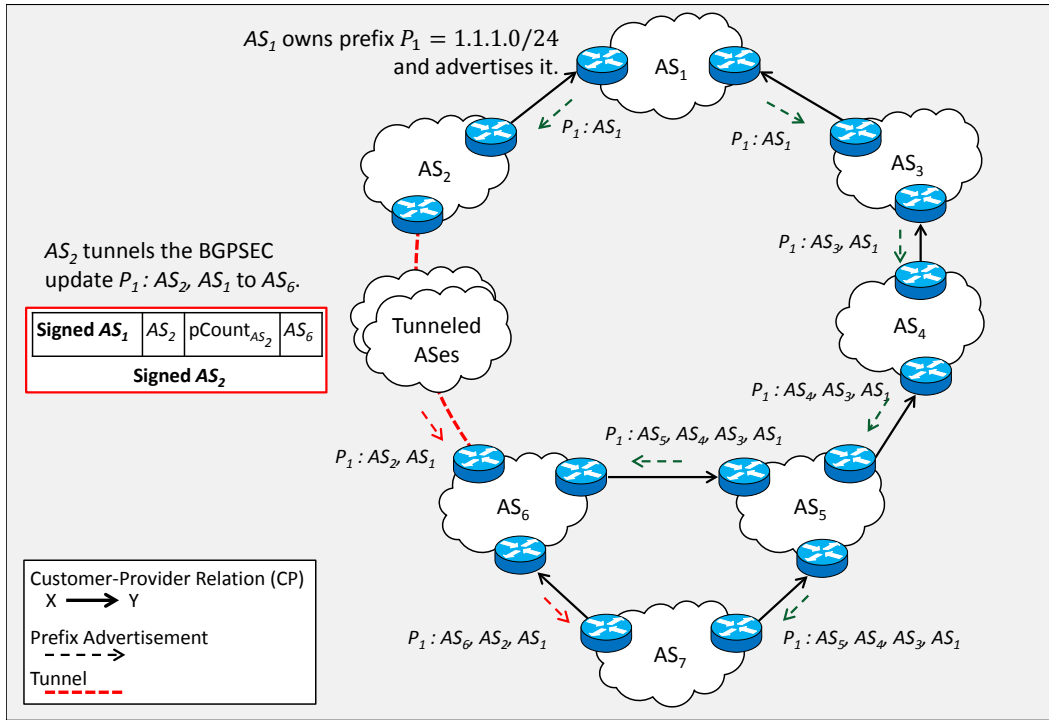 AS₁ owns prefix P₁ = 1.1.1.0/24
and advertises it.
AS₁
P₁ : AS₁
P₁ : AS₁
AS₂
AS₃
AS₂ tunnels the BGPSEC
update P₁ : AS₂, AS₁ to AS₆.
Signed AS₁ AS₂ pCount_AS₂ AS₆
Signed AS₂
P₁ : AS₃, AS₁
Tunneled
ASes
AS₄
P₁ : AS₄, AS₃, AS₁
P₁ : AS₂, AS₁
P₁ : AS₅, AS₄, AS₃, AS₁
AS₆
AS₅
Customer-Provider Relation (CP)
X Y
Prefix Advertisement
Tunnel
P₁ : AS₆, AS₂, AS₁
AS₇
P₁ : AS₅, AS₄, AS₃, AS₁